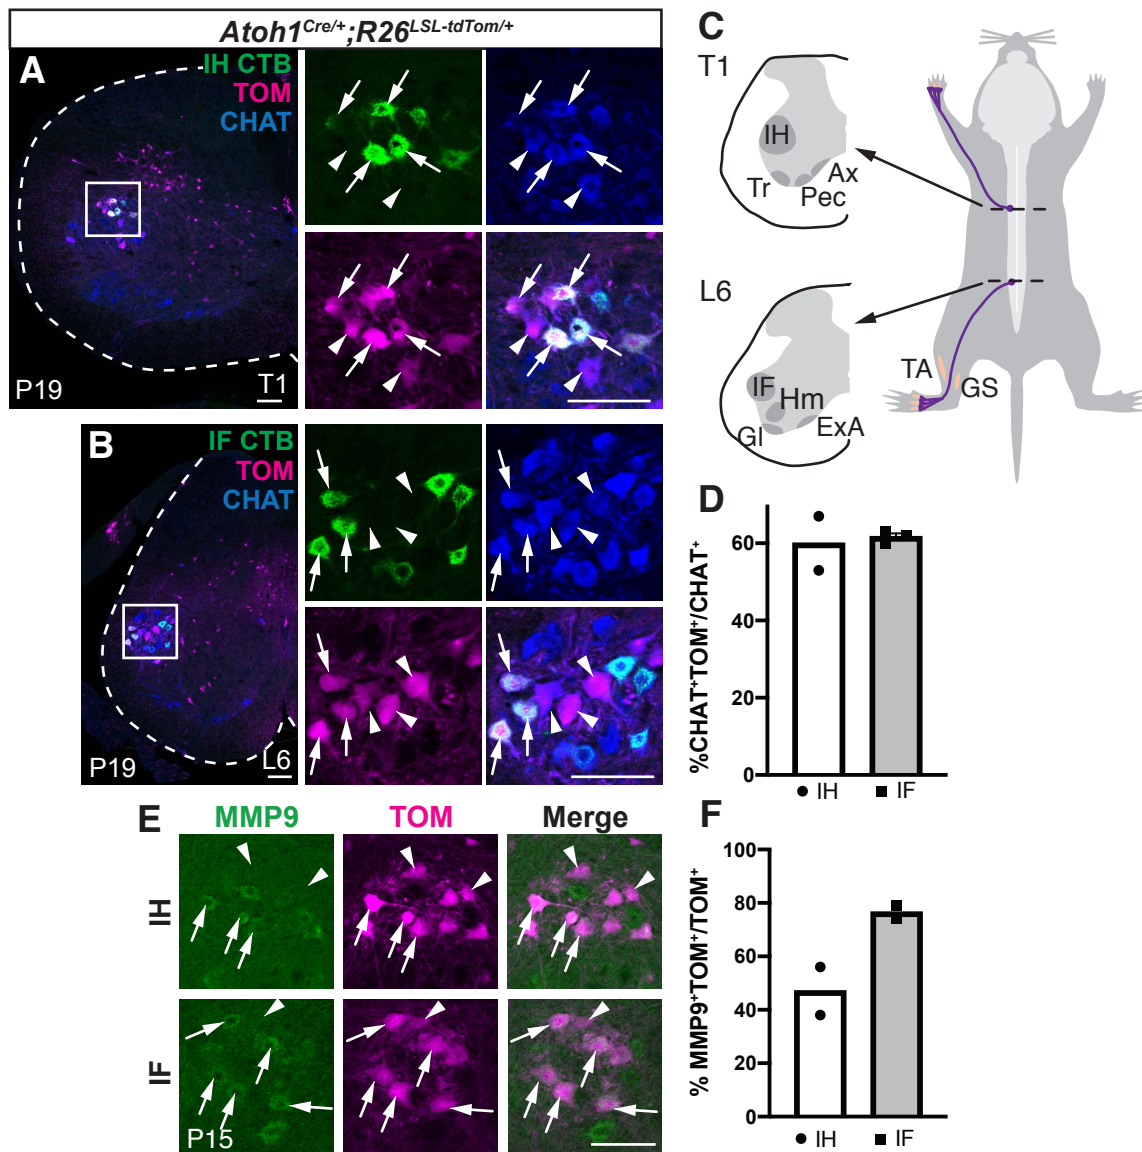 Atoh1Cre/+;R26LSL-tdTom/+
A
IH CTB
TOM
CHAT
P19
T1
B
IF CTB
TOM
CHAT
P19
L6
C
T1
IH
Tr
Pec
Ax
L6
IF
Hm
Gl
ExA
TA
GS
D
%CHAT+TOM+/CHAT+
60
40
20
0
IH
IF
E
MMP9
TOM
Merge
IH
IF
P15
F
% MMP9+TOM+/TOM+
100
80
60
40
20
0
IH
IF